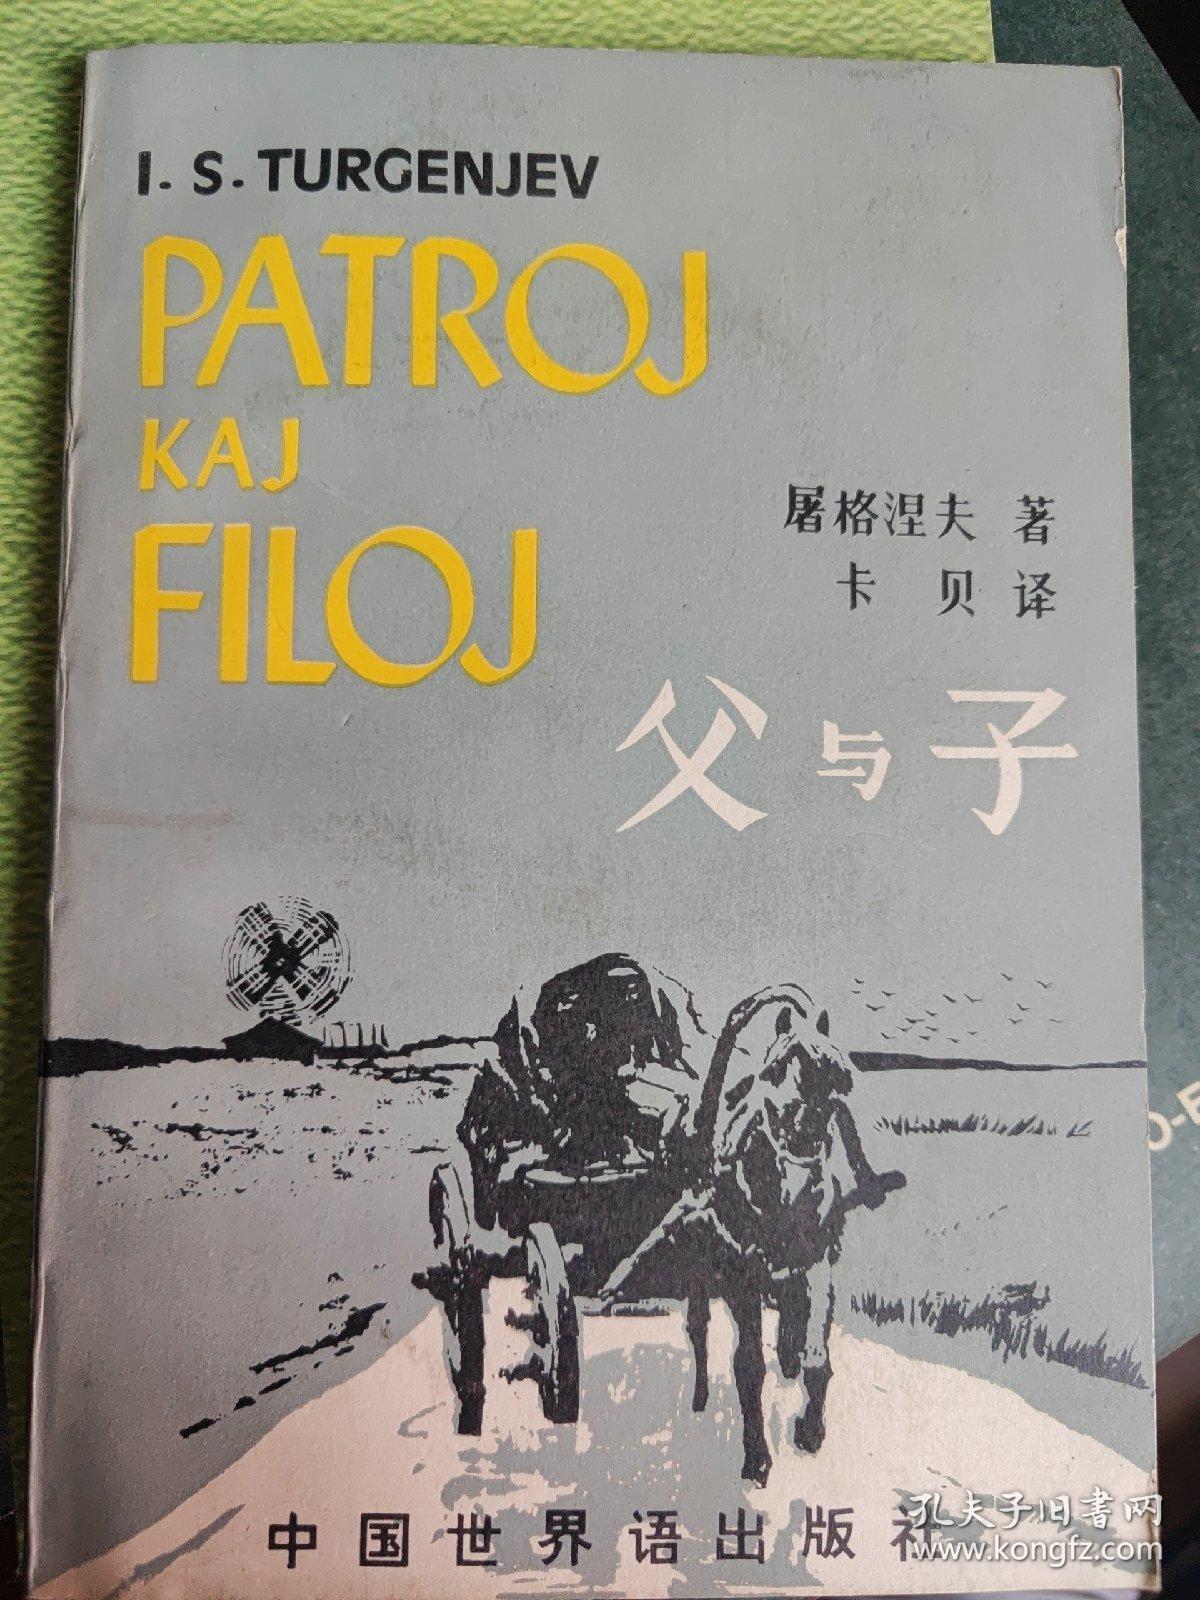 I. S. TURGENJEV
PATROJ
KAJ
FILOJ
屠格涅夫 著
卡 贝 译
父与子
中国世界语出版社
孔夫子旧书网
www.kongfz.com